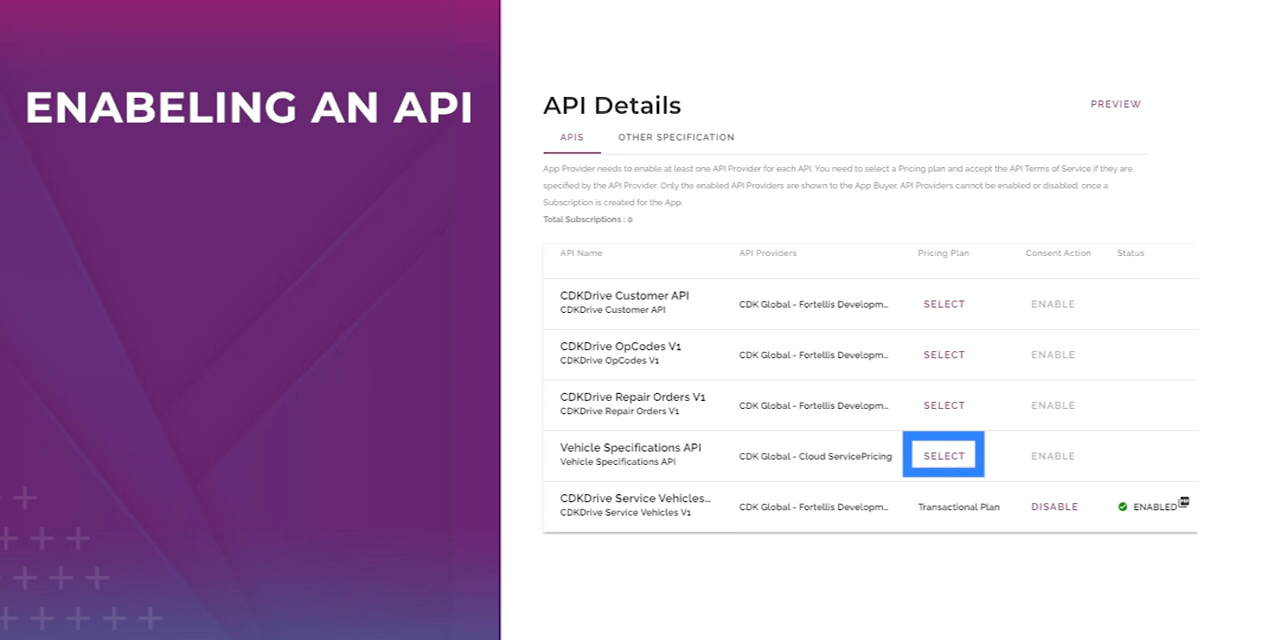 ENABELING AN API
API Details
PREVIEW
APIS OTHER SPECIFICATION
App Provider needs to enable at least one API Provider for each API. You need to select a Pricing plan and accept the API Terms of Service if they are
specified by the API Provider. Only the enabled API Providers are shown to the App Buyer. API Providers cannot be enabled or disabled, once a
Subscription is created for the App.
Total Subscriptions : 0
API Name API Providers Pricing Plan Consent Action Status
CDKDrive Customer API
CDKDrive Customer API
CDK Global - Fortellis Developm... SELECT ENABLE
CDKDrive OpCodes V1
CDKDrive OpCodes V1
CDK Global - Fortellis Developm... SELECT ENABLE
CDKDrive Repair Orders V1
CDKDrive Repair Orders V1
CDK Global - Fortellis Developm... SELECT ENABLE
Vehicle Specifications API
Vehicle Specifications API
CDK Global - Cloud ServicePricing SELECT ENABLE
CDKDrive Service Vehicles...
CDKDrive Service Vehicles V1
CDK Global - Fortellis Developm... Transactional Plan DISABLE ENABLED